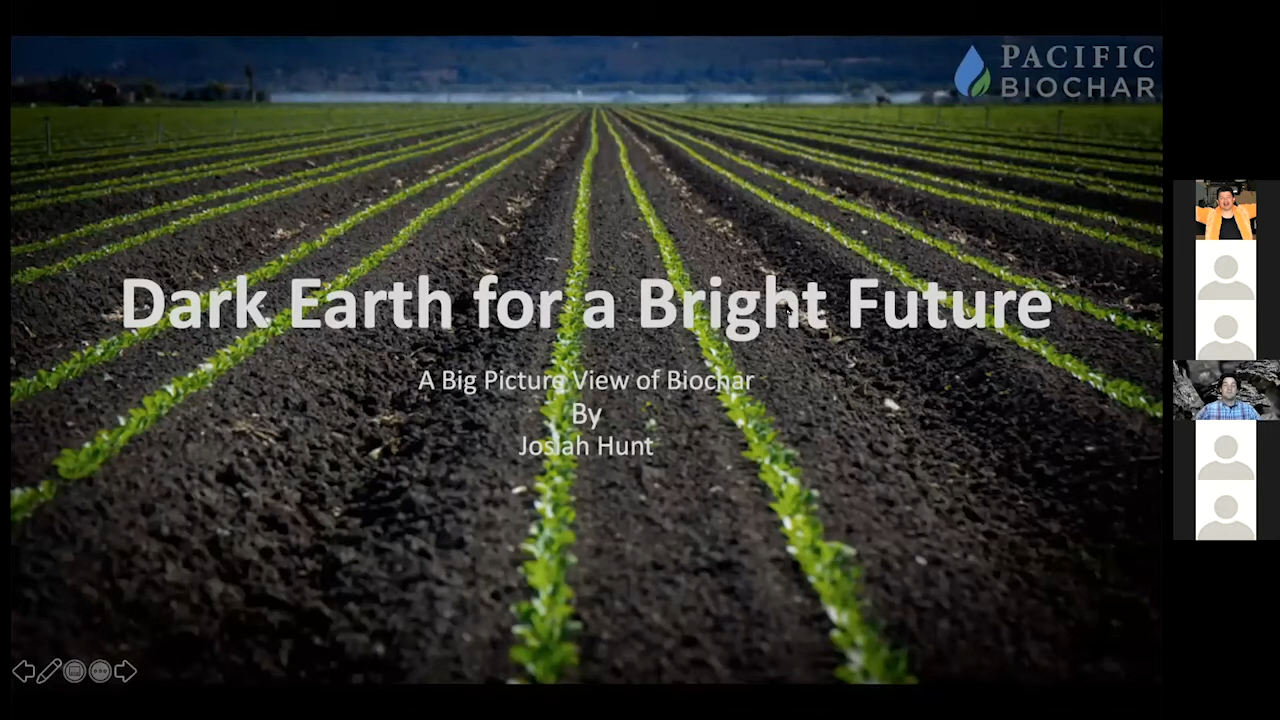 PACIFIC
BIOCHAR
Dark Earth for a Bright Future
A Big Picture View of Biochar
By
Josiah Hunt